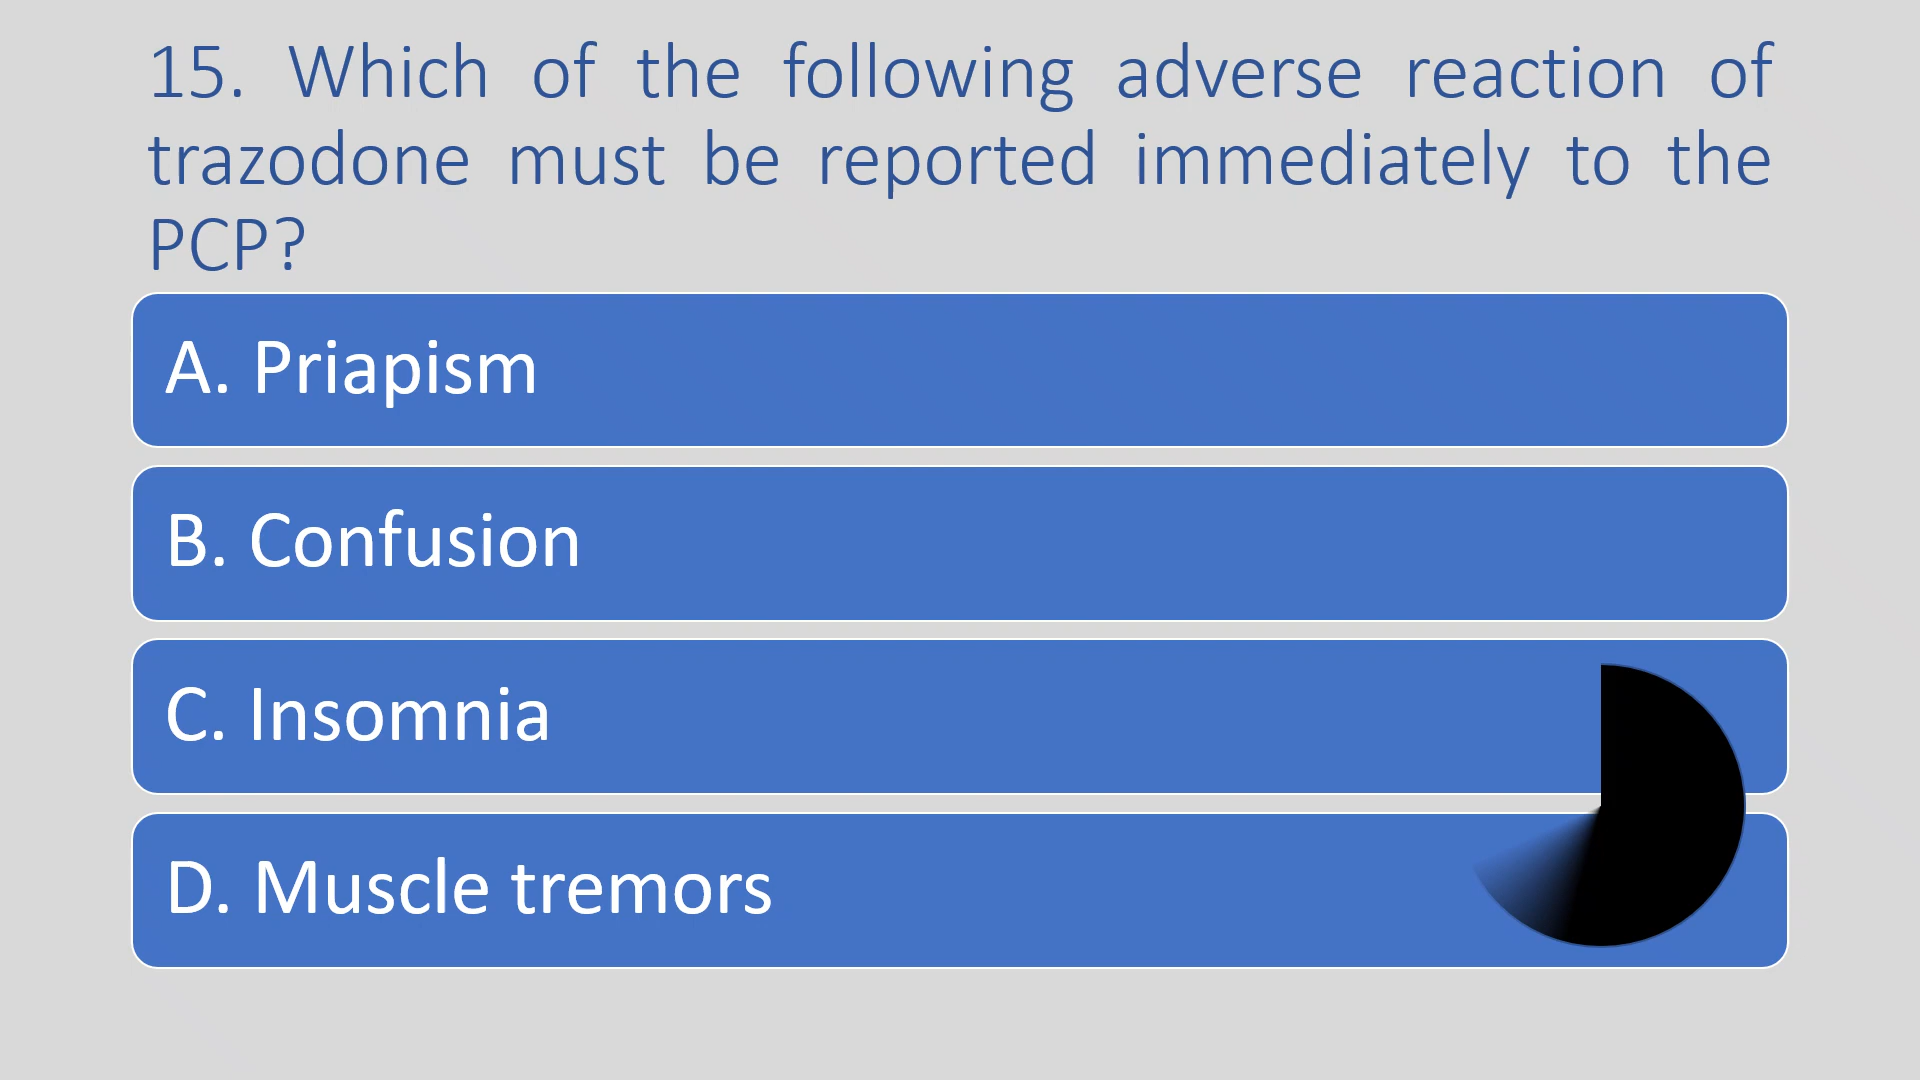 15. Which of the following adverse reaction of
trazodone must be reported immediately to the
PCP?
A. Priapism
B. Confusion
C. Insomnia
D. Muscle tremors